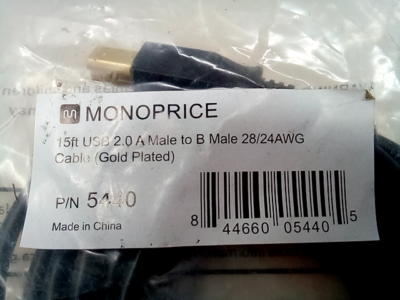 MONOPRICE
15ft USB 2.0 A Male to B Male 28/24AWG
Cable (Gold Plated)
P/N 5440
Made in China
8 44660 05440 5